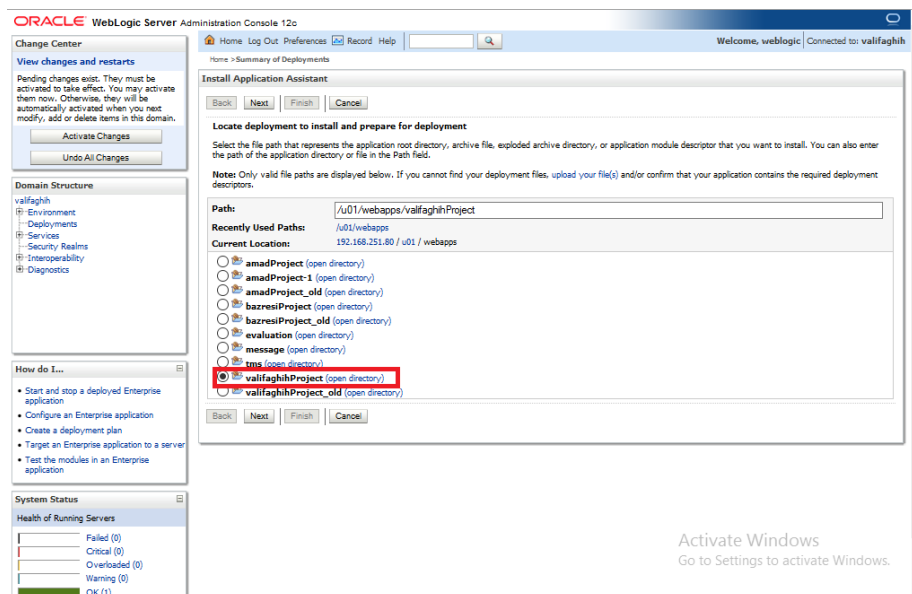 ORACLE WebLogic Server Administration Console 12c
Change Center
View changes and restarts
Pending changes exist. They must be
activated to take effect. You may activate
them now. Otherwise, they will be
automatically activated when you next
modify, add or delete items in this domain.
Activate Changes
Undo All Changes
Domain Structure
valifaghih
Environment
Deployments
Services
Security Realms
Interoperability
Diagnostics
How do I...
Start and stop a deployed Enterprise
application
Configure an Enterprise application
Create a deployment plan
Target an Enterprise application to a server
Test the modules in an Enterprise
application
System Status
Health of Running Servers
Failed (0)
Critical (0)
Overloaded (0)
Warning (0)
OK (1)
Home Log Out Preferences Record Help
Welcome, weblogic Connected to: valifaghih
Home >Summary of Deployments
Install Application Assistant
Back Next Finish Cancel
Locate deployment to install and prepare for deployment
Select the file path that represents the application root directory, archive file, exploded archive directory, or application module descriptor that you want to install. You can also enter
the path of the application directory or file in the Path field.
Note: Only valid file paths are displayed below. If you cannot find your deployment files, upload your file(s) and/or confirm that your application contains the required deployment
descriptors.
Path: /u01/webapps/valifaghihProject
Recently Used Paths: /u01/webapps
Current Location: 192.168.251.80 / u01 / webapps
amadProject (open directory)
amadProject-1 (open directory)
amadProject_old (open directory)
bazresiProject (open directory)
bazresiProject_old (open directory)
evaluation (open directory)
message (open directory)
tms (open directory)
valifaghihProject (open directory)
valifaghihProject_old (open directory)
Back Next Finish Cancel
Activate Windows
Go to Settings to activate Windows.